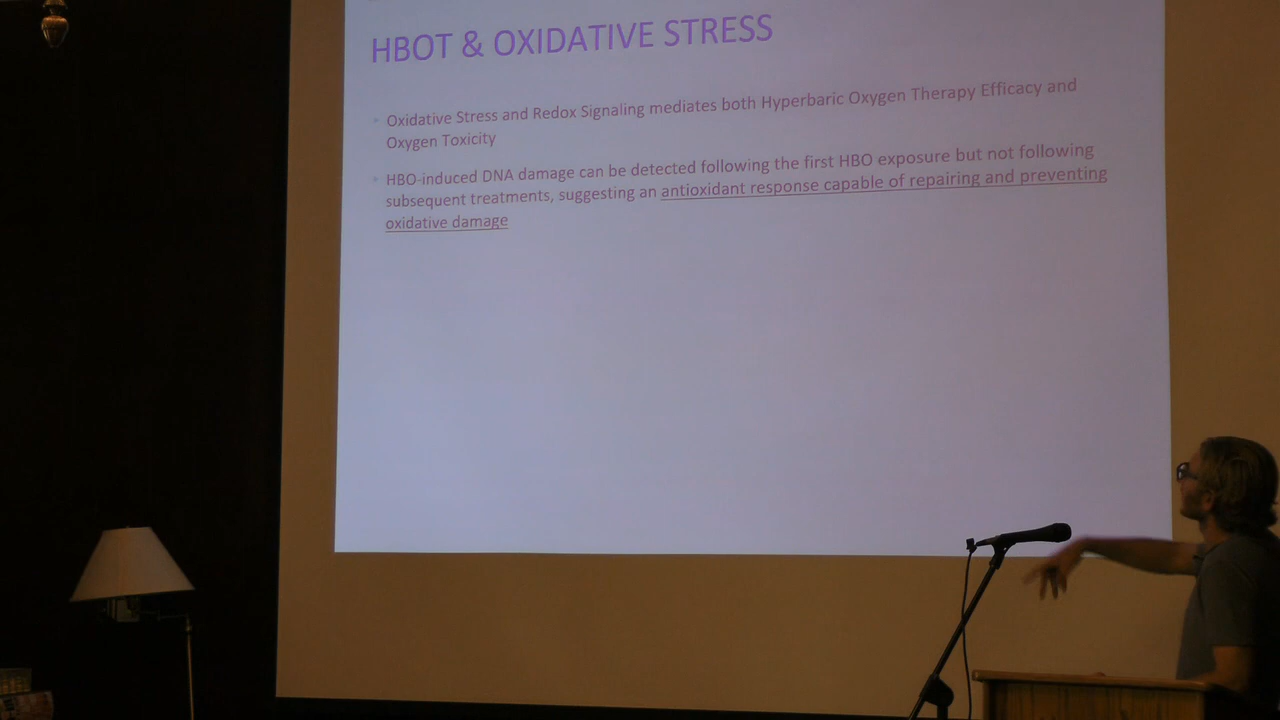 HBOT & OXIDATIVE STRESS
Oxidative Stress and Redox Signaling mediates both Hyperbaric Oxygen Therapy Efficacy and
Oxygen Toxicity
HBO-induced DNA damage can be detected following the first HBO exposure but not following
subsequent treatments, suggesting an antioxidant response capable of repairing and preventing
oxidative damage